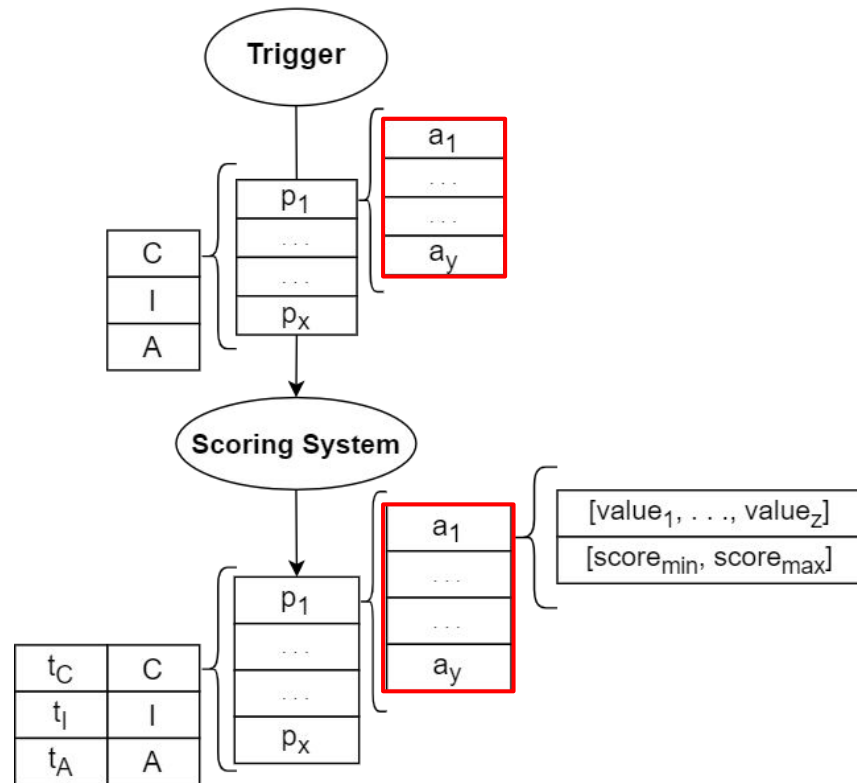 Trigger
a1
. . .
. . .
ay
p1
. . .
. . .
px
C
I
A
Scoring System
a1
. . .
. . .
ay
[value1, . . ., valuez]
[scoremin, scoremax]
p1
. . .
. . .
px
tC C
tI I
tA A